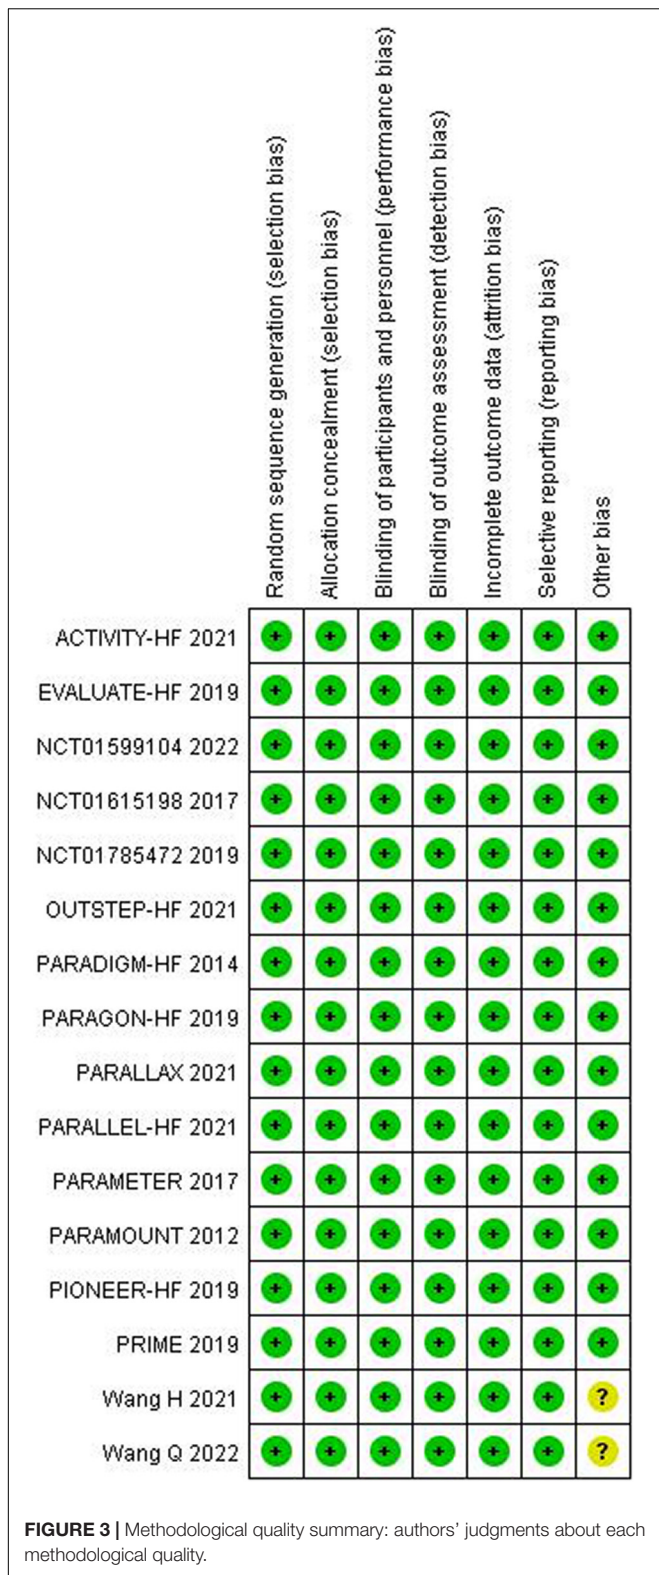 Random sequence generation (selection bias)
Allocation concealment (selection bias)
Blinding of participants and personnel (performance bias)
Blinding of outcome assessment (detection bias)
Incomplete outcome data (attrition bias)
Selective reporting (reporting bias)
Other bias
ACTIVITY-HF 2021 + + + + + + +
EVALUATE-HF 2019 + + + + + + +
NCT01599104 2022 + + + + + + +
NCT01615198 2017 + + + + + + +
NCT01785472 2019 + + + + + + +
OUTSTEP-HF 2021 + + + + + + +
PARADIGM-HF 2014 + + + + + + +
PARAGON-HF 2019 + + + + + + +
PARALLAX 2021 + + + + + + +
PARALLEL-HF 2021 + + + + + + +
PARAMETER 2017 + + + + + + +
PARAMOUNT 2012 + + + + + + +
PIONEER-HF 2019 + + + + + + +
PRIME 2019 + + + + + + +
Wang H 2021 + + + + + + ?
Wang Q 2022 + + + + + + ?
FIGURE 3 | Methodological quality summary: authors' judgments about each
methodological quality.